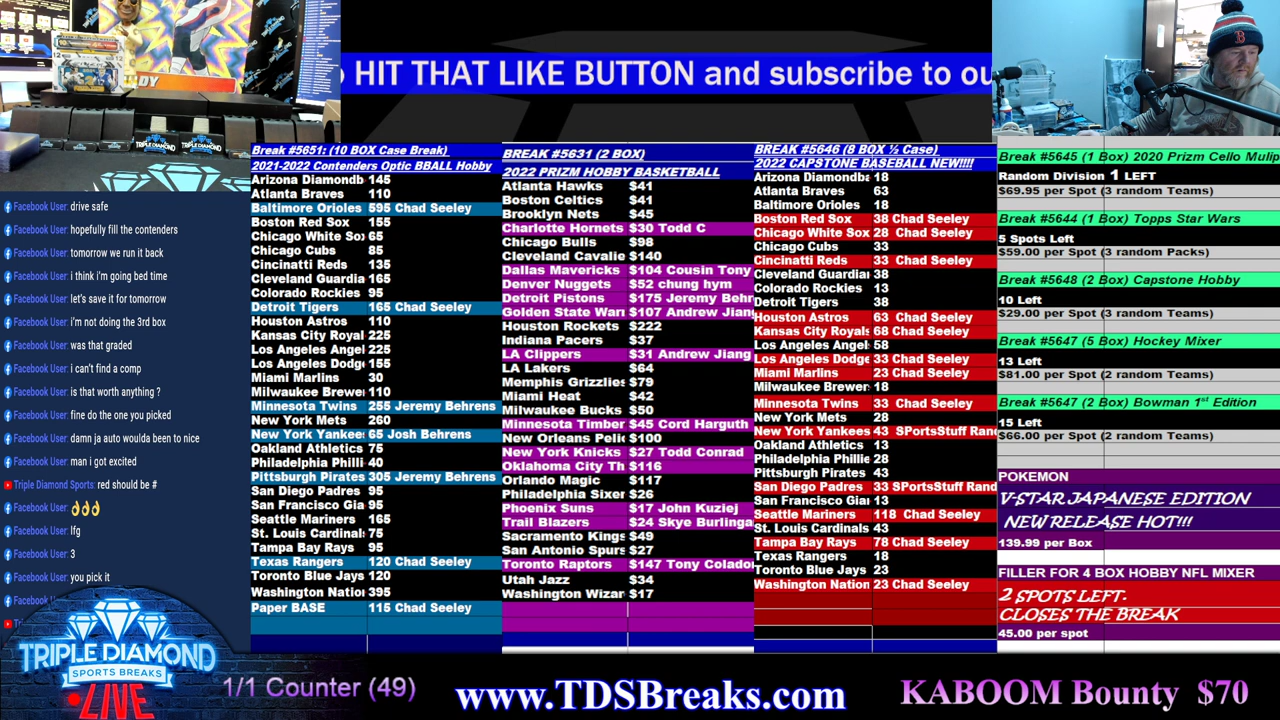 HIT THAT LIKE BUTTON and subscribe to ou
DY
Facebook User: drive safe
Facebook User: hopefully fill the contenders
Facebook User: tomorrow we run it back
Facebook User: i think i'm going bed time
Facebook User: let's save it for tomorrow
Facebook User: i'm not doing the 3rd box
Facebook User: was that graded
Facebook User: i can't find a comp
Facebook User: is that worth anything ?
Facebook User: fine do the one you picked
Facebook User: damn ja auto woulda been to nice
Facebook User: man i got excited
Triple Diamond Sports: red should be #
Facebook User: 👌👌👌
Facebook User: lfg
Facebook User: 3
Facebook User: you pick it
TRIPLE DIAMOND
SPORTS BREAKS
LIVE
Break #5651: (10 BOX Case Break)
2021-2022 Contenders Optic BBALL Hobby
Arizona Diamondb 145
Atlanta Braves 110
Baltimore Orioles 595 Chad Seeley
Boston Red Sox 155
Chicago White Sox 65
Chicago Cubs 85
Cincinatti Reds 135
Cleveland Guardia 165
Colorado Rockies 95
Detroit Tigers 165 Chad Seeley
Houston Astros 110
Kansas City Royal 225
Los Angeles Angel 225
Los Angeles Dodge 155
Miami Marlins 30
Milwaukee Brewer 110
Minnesota Twins 255 Jeremy Behrens
New York Mets 260
New York Yankee 65 Josh Behrens
Oakland Athletics 75
Philadelphia Philli 40
Pittsburgh Pirates 305 Jeremy Behrens
San Diego Padres 95
San Francisco Gia 95
Seattle Mariners 165
St. Louis Cardinal 75
Tampa Bay Rays 95
Texas Rangers 120 Chad Seeley
Toronto Blue Jays 120
Washington Natio 395
Paper BASE 115 Chad Seeley
BREAK #5631 (2 BOX)
2022 PRIZM HOBBY BASKETBALL
Atlanta Hawks $41
Boston Celtics $41
Brooklyn Nets $45
Charlotte Hornets $30 Todd C
Chicago Bulls $98
Cleveland Cavalie $140
Dallas Mavericks $104 Cousin Tony
Denver Nuggets $52 chung hym
Detroit Pistons $175 Jeremy Behr
Golden State Warr $107 Andrew Jiang
Houston Rockets $222
Indiana Pacers $37
LA Clippers $31 Andrew Jiang
LA Lakers $64
Memphis Grizzlies $79
Miami Heat $42
Milwaukee Bucks $50
Minnesota Timber $45 Cord Harguth
New Orleans Pelic $100
New York Knicks $27 Todd Conrad
Oklahoma City Th $116
Orlando Magic $117
Philadelphia Sixer $26
Phoenix Suns $17 John Kuziej
Trail Blazers $24 Skye Burlinga
Sacramento Kings $49
San Antonio Spurs $27
Toronto Raptors $147 Tony Colado
Utah Jazz $34
Washington Wizar $17
BREAK #5646 (8 BOX ½ Case)
2022 CAPSTONE BASEBALL NEW!!!!
Arizona Diamondba 18
Atlanta Braves 63
Baltimore Orioles 18
Boston Red Sox 38 Chad Seeley
Chicago White Sox 28 Chad Seeley
Chicago Cubs 33
Cincinatti Reds 33 Chad Seeley
Cleveland Guardian 38
Colorado Rockies 13
Detroit Tigers 38
Houston Astros 63 Chad Seeley
Kansas City Royals 68 Chad Seeley
Los Angeles Angel 58
Los Angeles Dodge 33 Chad Seeley
Miami Marlins 23 Chad Seeley
Milwaukee Brewer 18
Minnesota Twins 33 Chad Seeley
New York Mets 28
New York Yankees 43 SPortsStuff Rand
Oakland Athletics 13
Philadelphia Phillie 28
Pittsburgh Pirates 43
San Diego Padres 33 SPortsStuff Rand
San Francisco Gian 13
Seattle Mariners 118 Chad Seeley
St. Louis Cardinals 43
Tampa Bay Rays 78 Chad Seeley
Texas Rangers 18
Toronto Blue Jays 23
Washington Nation 23 Chad Seeley
Break #5645 (1 Box) 2020 Prizm Cello Mulip
Random Division 1 LEFT
$69.95 per Spot (3 random Teams)
Break #5644 (1 Box) Topps Star Wars
5 Spots Left
$59.00 per Spot (3 random Packs)
Break #5648 (2 Box) Capstone Hobby
10 Left
$29.00 per Spot (3 random Teams)
Break #5647 (5 Box) Hockey Mixer
13 Left
$81.00 per Spot (2 random Teams)
Break #5647 (2 Box) Bowman 1st Edition
15 Left
$66.00 per Spot (2 random Teams)
POKEMON
V-STAR JAPANESE EDITION
NEW RELEASE HOT!!!
139.99 per Box
FILLER FOR 4 BOX HOBBY NFL MIXER
2 SPOTS LEFT.
CLOSES THE BREAK
45.00 per spot
1/1 Counter (49)
www.TDSBreaks.com
KABOOM Bounty $70